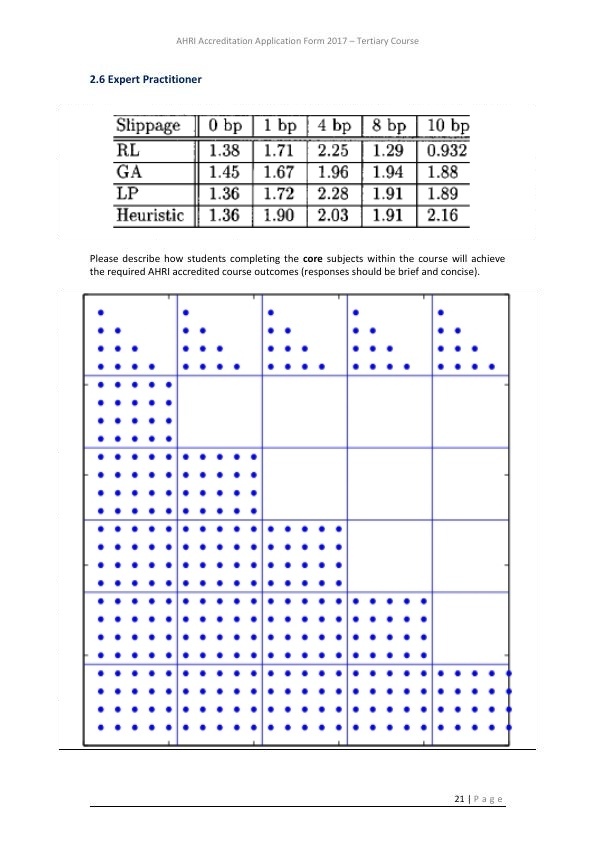 AHRI Accreditation Application Form 2017 – Tertiary Course
2.6 Expert Practitioner
Slippage 0 bp 1 bp 4 bp 8 bp 10 bp
RL 1.38 1.71 2.25 1.29 0.932
GA 1.45 1.67 1.96 1.94 1.88
LP 1.36 1.72 2.28 1.91 1.89
Heuristic 1.36 1.90 2.03 1.91 2.16
Please describe how students completing the core subjects within the course will achieve
the required AHRI accredited course outcomes (responses should be brief and concise).
21 | Page